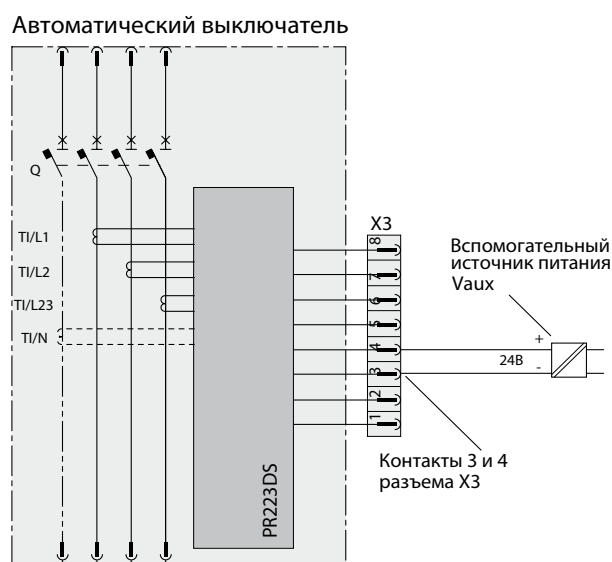 Автоматический выключатель
Q
TI/L1
TI/L2
TI/L23
TI/N
PR223DS
X3
8
7
6
5
4
3
2
1
Вспомогательный
источник питания
Vaux
+
24В
-
Контакты 3 и 4
разъема X3